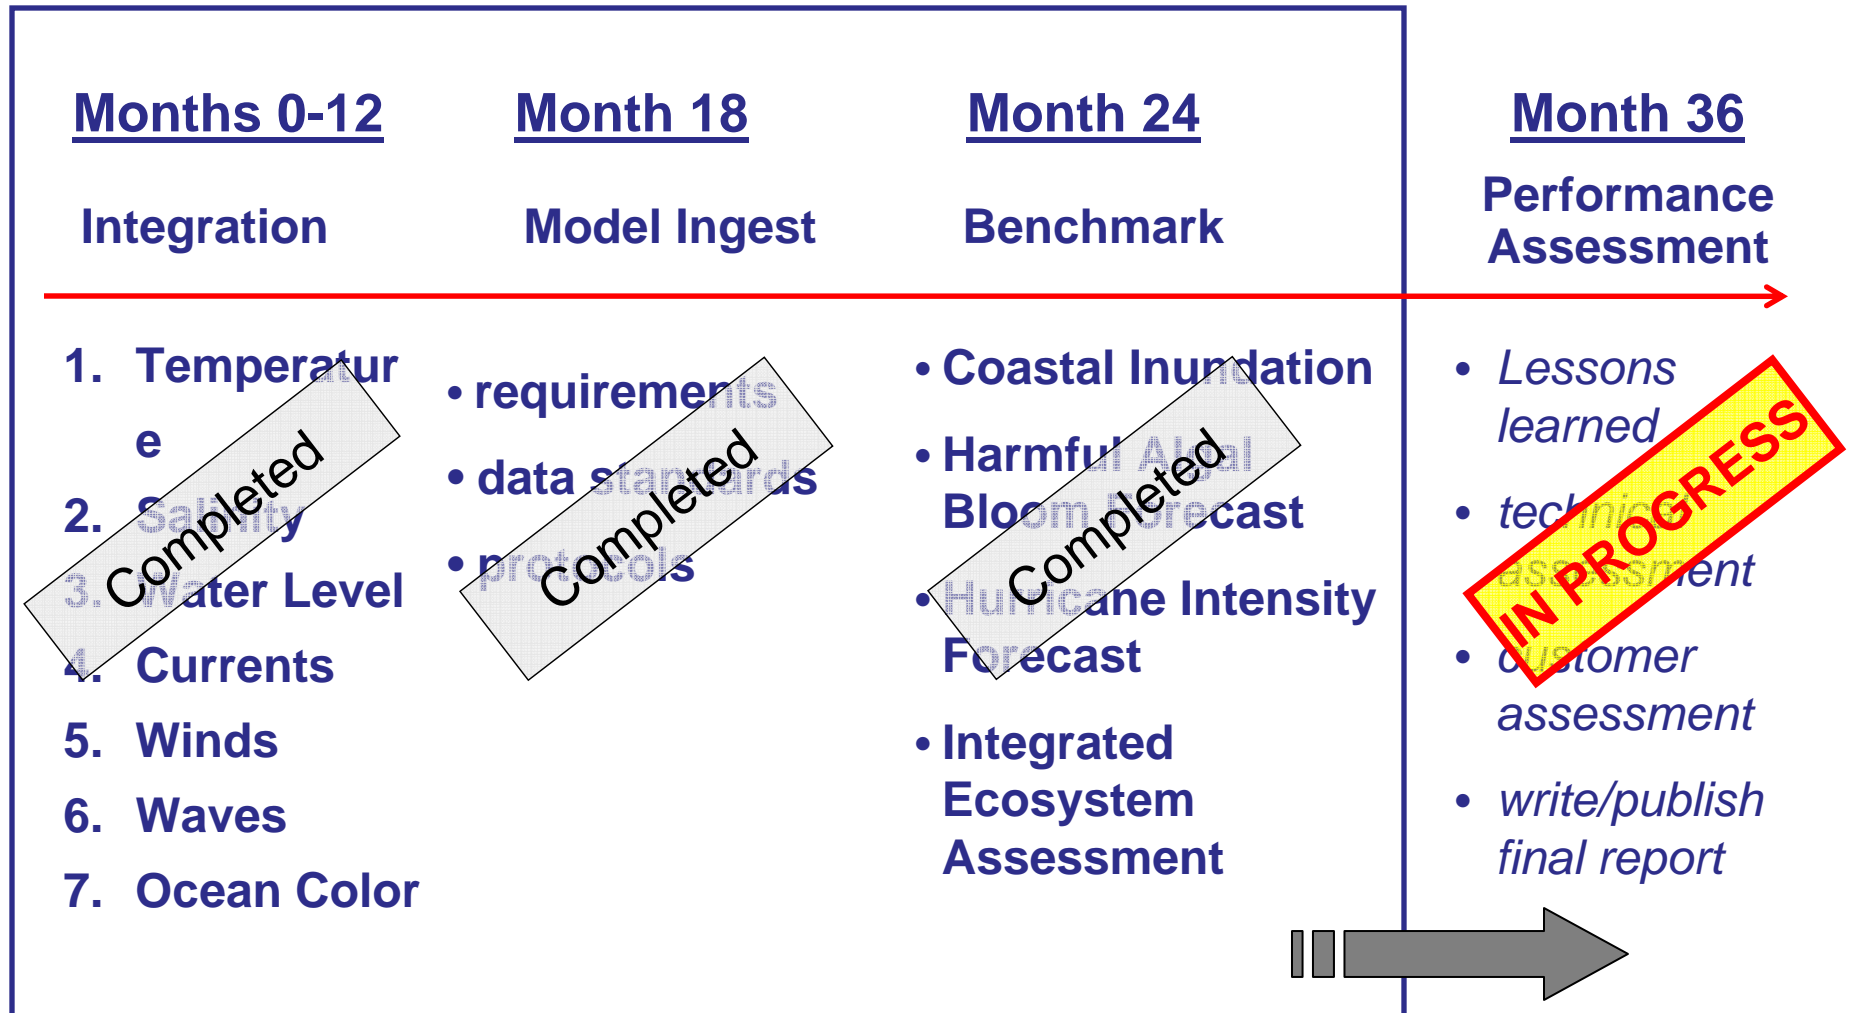 Months 0-12
Integration
1. Temperatur
e
2. Salinity
3. Water Level
4. Currents
5. Winds
6. Waves
7. Ocean Color
Completed
Month 18
Model Ingest
• requirements
• data standards
• protocols
Completed
Month 24
Benchmark
• Coastal Inundation
• Harmful Algal
Bloom Forecast
• Hurricane Intensity
Forecast
• Integrated
Ecosystem
Assessment
Completed
Month 36
Performance
Assessment
• Lessons
learned
• technical
assessment
• customer
assessment
• write/publish
final report
IN PROGRESS